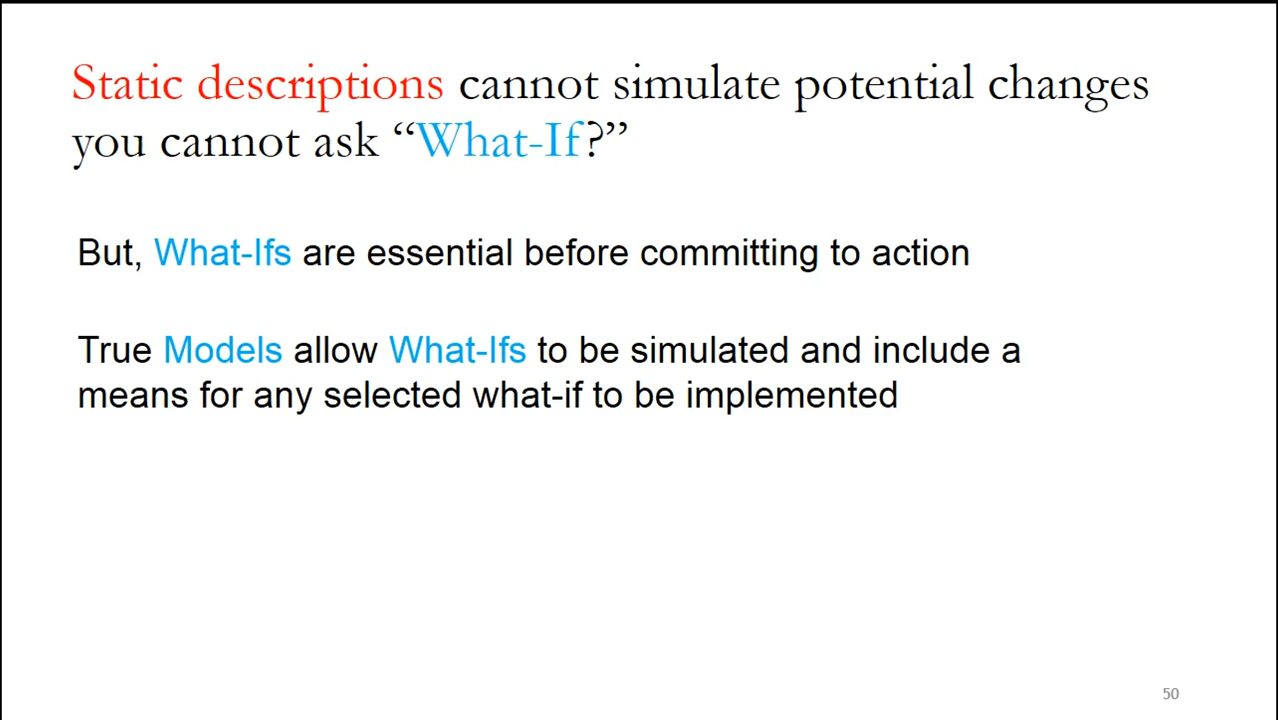 Static descriptions cannot simulate potential changes
you cannot ask “What-If?”
But, What-Ifs are essential before committing to action
True Models allow What-Ifs to be simulated and include a
means for any selected what-if to be implemented
50